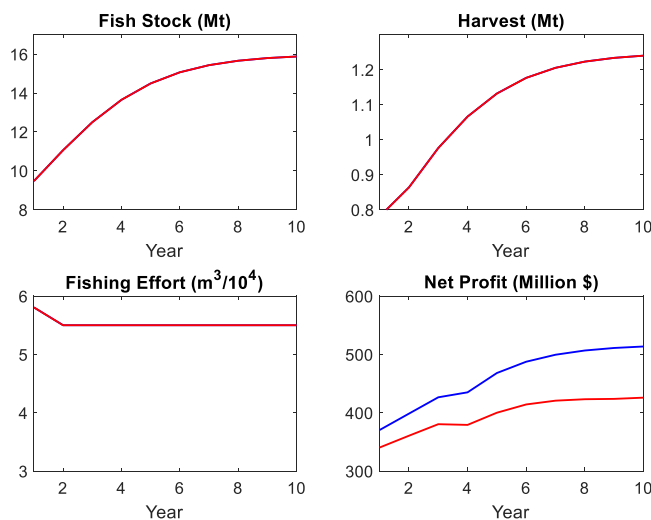 Fish Stock (Mt)
16
14
12
10
8
2 4 6 8 10
Year
Harvest (Mt)
1.2
1.1
1
0.9
0.8
2 4 6 8 10
Year
Fishing Effort (m³/10⁴)
6
5
4
3
2 4 6 8 10
Year
Net Profit (Million $)
600
500
400
300
2 4 6 8 10
Year